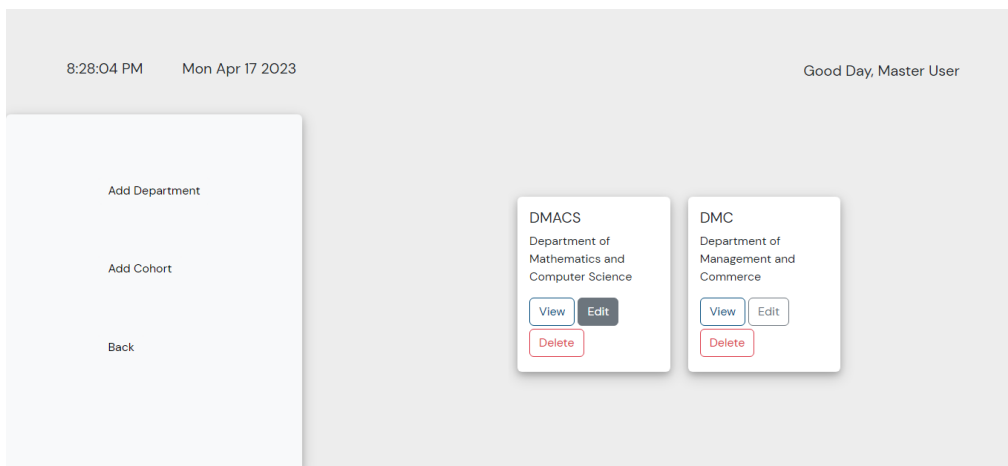 8:28:04 PM Mon Apr 17 2023
Good Day, Master User
Add Department
Add Cohort
Back
DMACS
Department of
Mathematics and
Computer Science
View Edit
Delete
DMC
Department of
Management and
Commerce
View Edit
Delete